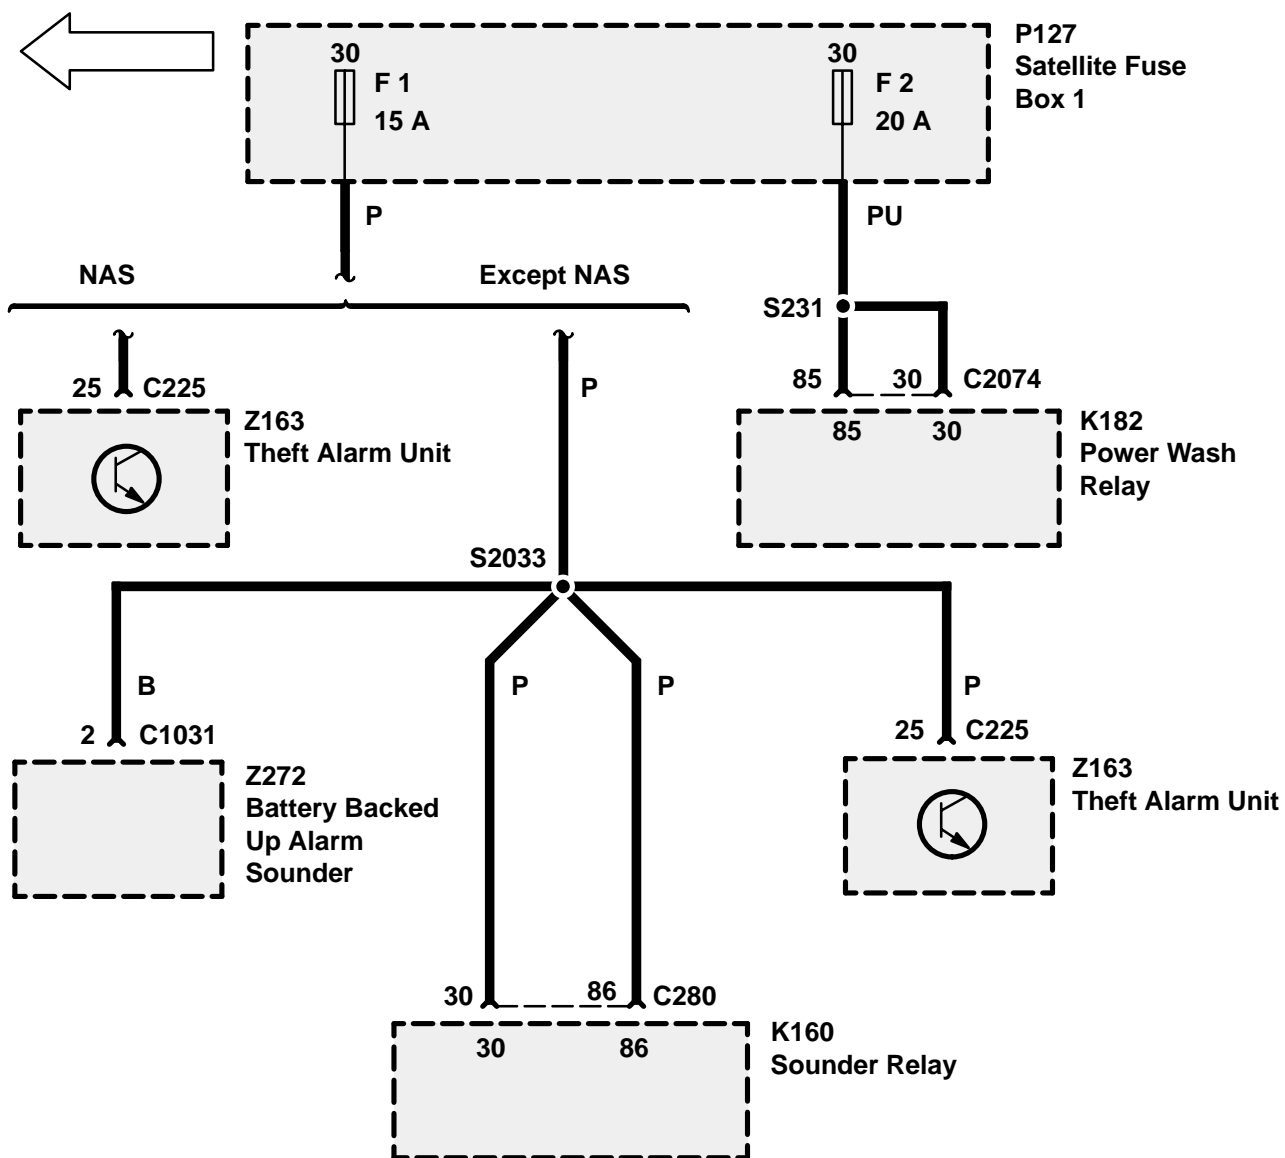 30
F 1
15 A
30
F 2
20 A
P127
Satellite Fuse
Box 1
P
PU
NAS
Except NAS
S231
25
C225
P
85
30
C2074
Z163
Theft Alarm Unit
85
30
K182
Power Wash
Relay
S2033
B
P
P
P
2
C1031
25
C225
Z272
Battery Backed
Up Alarm
Sounder
Z163
Theft Alarm Unit
30
86
C280
30
86
K160
Sounder Relay